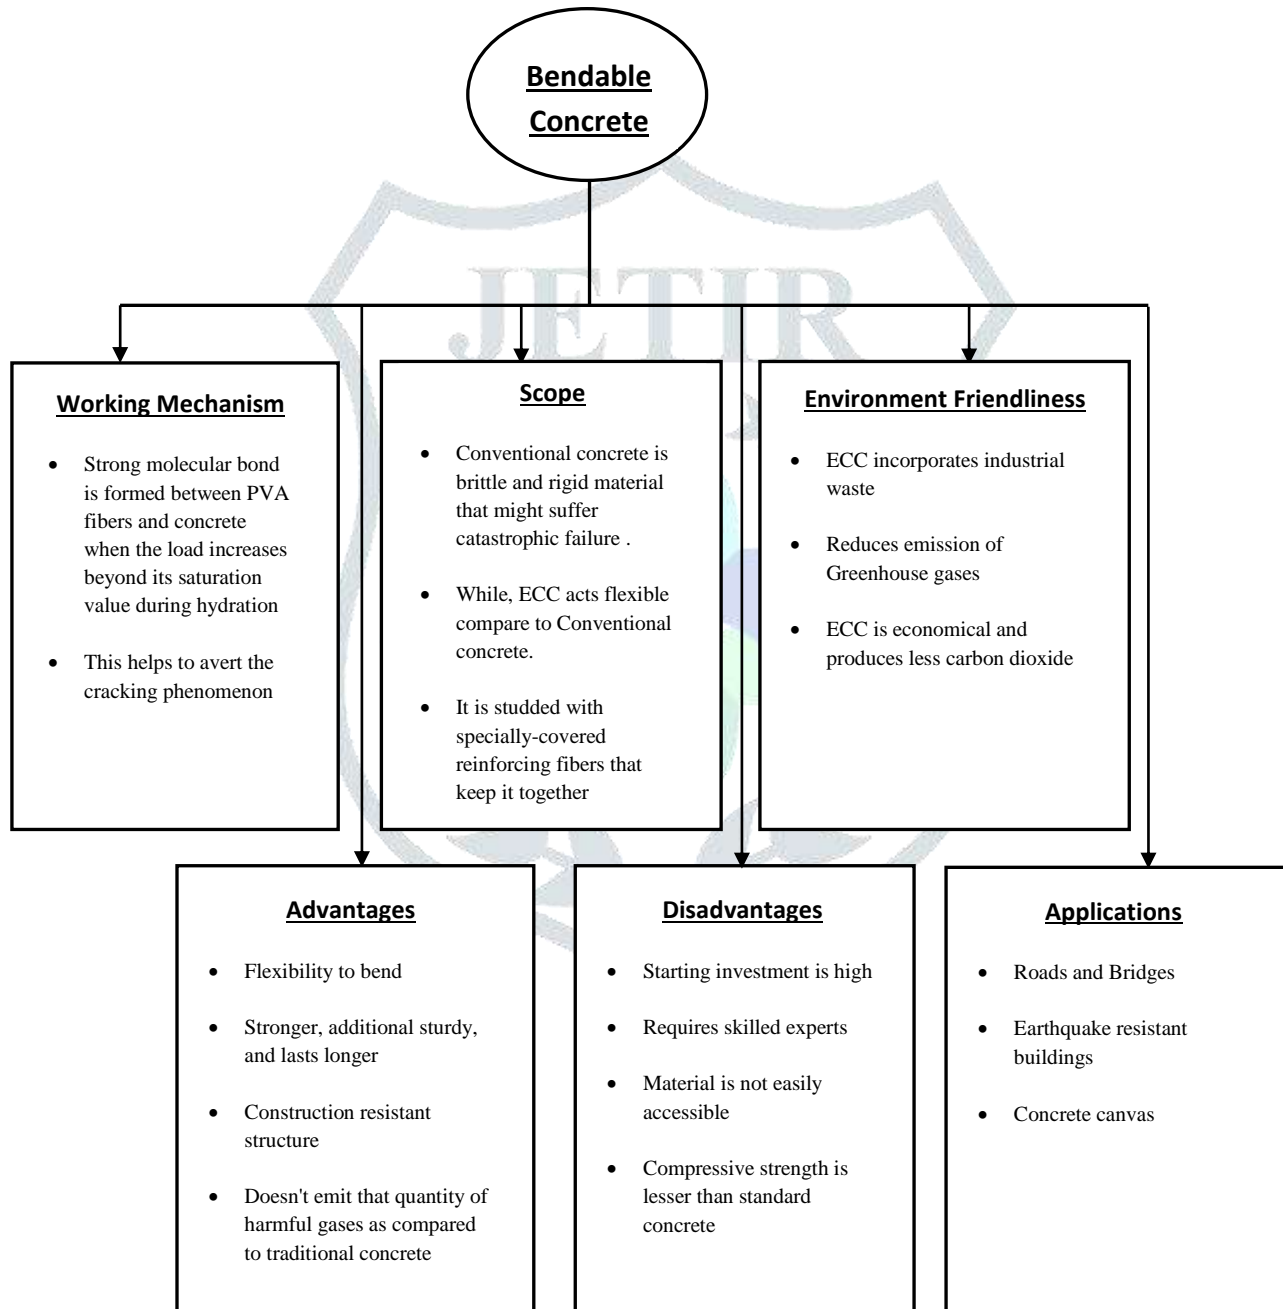 Bendable
Concrete
JETIR
Working Mechanism
• Strong molecular bond
is formed between PVA
fibers and concrete
when the load increases
beyond its saturation
value during hydration
• This helps to avert the
cracking phenomenon
Scope
• Conventional concrete is
brittle and rigid material
that might suffer
catastrophic failure .
• While, ECC acts flexible
compare to Conventional
concrete.
• It is studded with
specially-covered
reinforcing fibers that
keep it together
Environment Friendliness
• ECC incorporates industrial
waste
• Reduces emission of
Greenhouse gases
• ECC is economical and
produces less carbon dioxide
Advantages
• Flexibility to bend
• Stronger, additional sturdy,
and lasts longer
• Construction resistant
structure
• Doesn't emit that quantity of
harmful gases as compared
to traditional concrete
Disadvantages
• Starting investment is high
• Requires skilled experts
• Material is not easily
accessible
• Compressive strength is
lesser than standard
concrete
Applications
• Roads and Bridges
• Earthquake resistant
buildings
• Concrete canvas